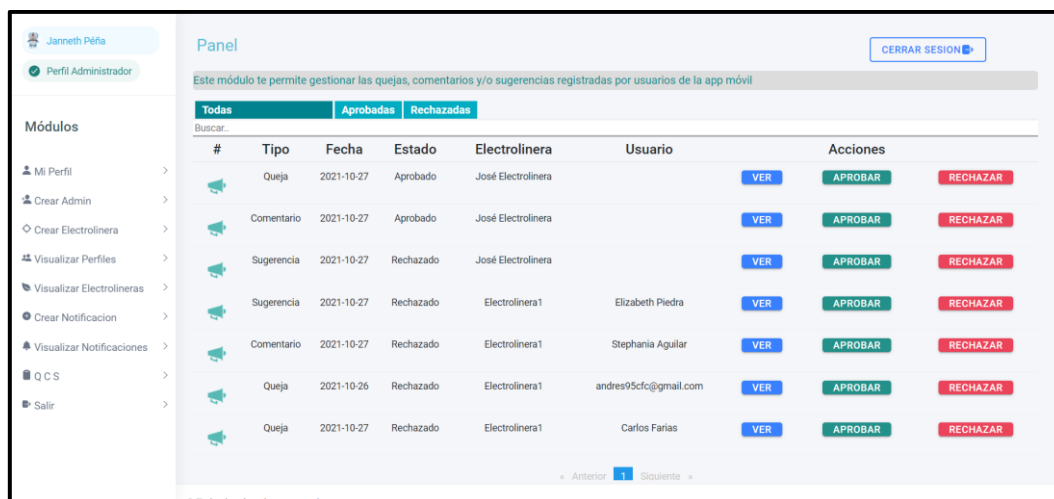 Janneth Péña
Perfil Administrador
Módulos
Mi Perfil
Crear Admin
Crear Electrolinera
Visualizar Perfiles
Visualizar Electrolineras
Crear Notificacion
Visualizar Notificaciones
Q C S
Salir
Panel
CERRAR SESION
Este módulo te permite gestionar las quejas, comentarios y/o sugerencias registradas por usuarios de la app móvil
Todas Aprobadas Rechazadas
Buscar..
# Tipo Fecha Estado Electrolinera Usuario Acciones
Queja 2021-10-27 Aprobado José Electrolinera VER APROBAR RECHAZAR
Comentario 2021-10-27 Aprobado José Electrolinera VER APROBAR RECHAZAR
Sugerencia 2021-10-27 Rechazado José Electrolinera VER APROBAR RECHAZAR
Sugerencia 2021-10-27 Rechazado Electrolinera1 Elizabeth Piedra VER APROBAR RECHAZAR
Comentario 2021-10-27 Rechazado Electrolinera1 Stephania Aguilar VER APROBAR RECHAZAR
Queja 2021-10-26 Rechazado Electrolinera1 andres95cfc@gmail.com VER APROBAR RECHAZAR
Queja 2021-10-27 Rechazado Electrolinera1 Carlos Farias VER APROBAR RECHAZAR
« Anterior 1 Siguiente »